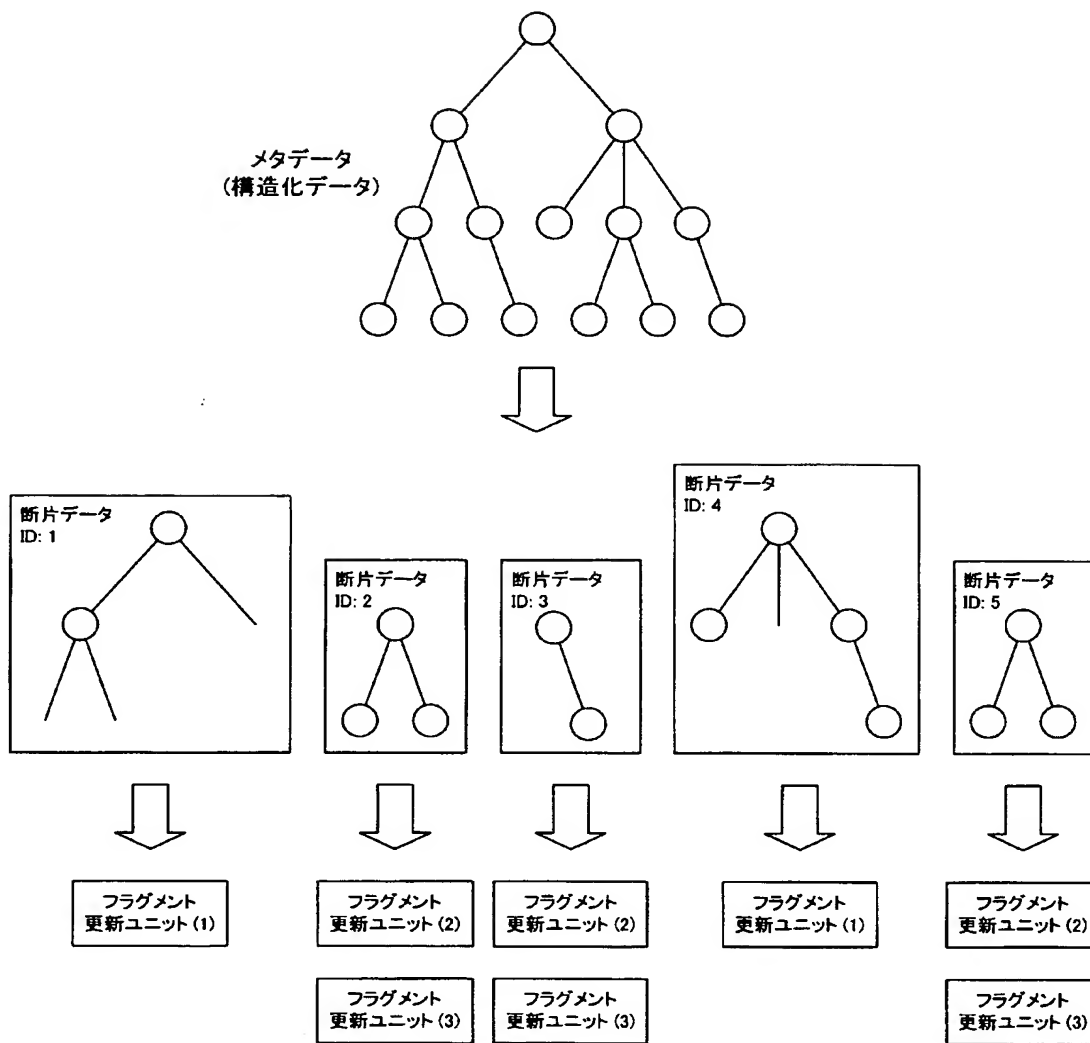 メタデータ
(構造化データ)
断片データ
ID: 1
断片データ
ID: 2
断片データ
ID: 3
断片データ
ID: 4
断片データ
ID: 5
フラグメント
更新ユニット(1)
フラグメント
更新ユニット(2)
フラグメント
更新ユニット(2)
フラグメント
更新ユニット(1)
フラグメント
更新ユニット(2)
フラグメント
更新ユニット(3)
フラグメント
更新ユニット(3)
フラグメント
更新ユニット(3)